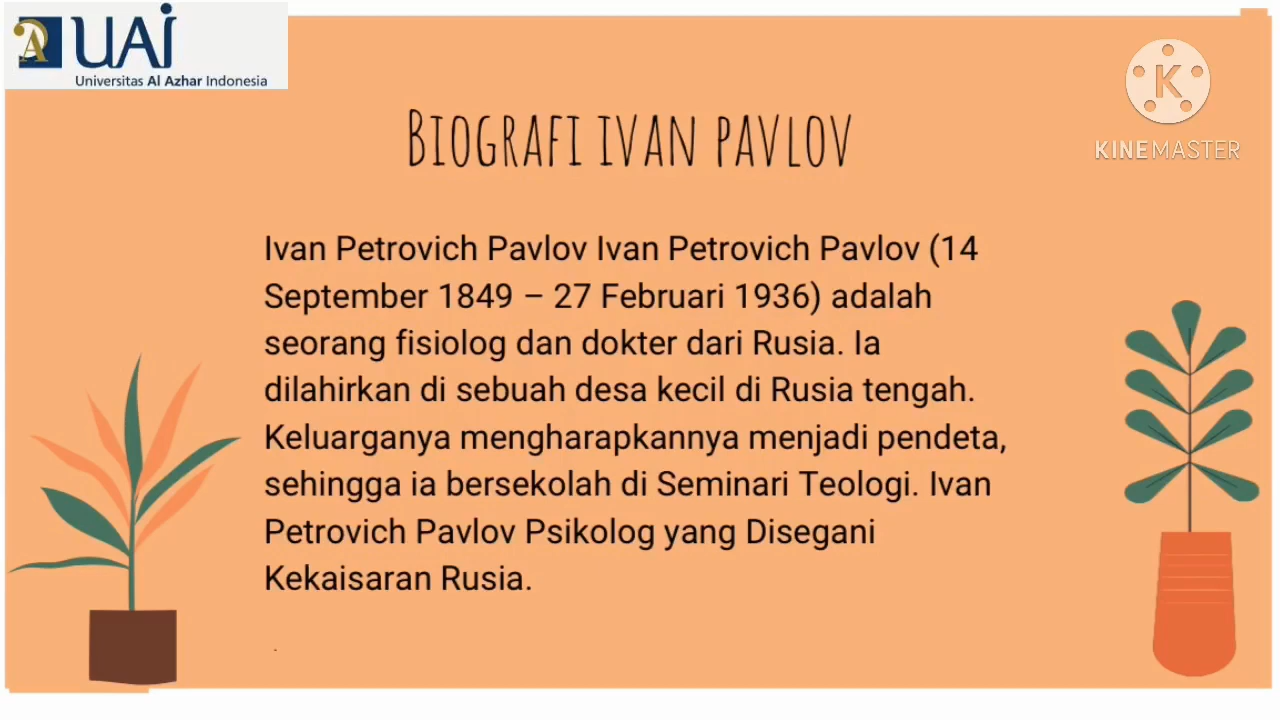 UAI
Universitas Al Azhar Indonesia
K
KINEMASTER
BIOGRAFI IVAN PAVLOV
Ivan Petrovich Pavlov Ivan Petrovich Pavlov (14
September 1849 – 27 Februari 1936) adalah
seorang fisiolog dan dokter dari Rusia. Ia
dilahirkan di sebuah desa kecil di Rusia tengah.
Keluarganya mengharapkannya menjadi pendeta,
sehingga ia bersekolah di Seminari Teologi. Ivan
Petrovich Pavlov Psikolog yang Disegani
Kekaisaran Rusia.
.